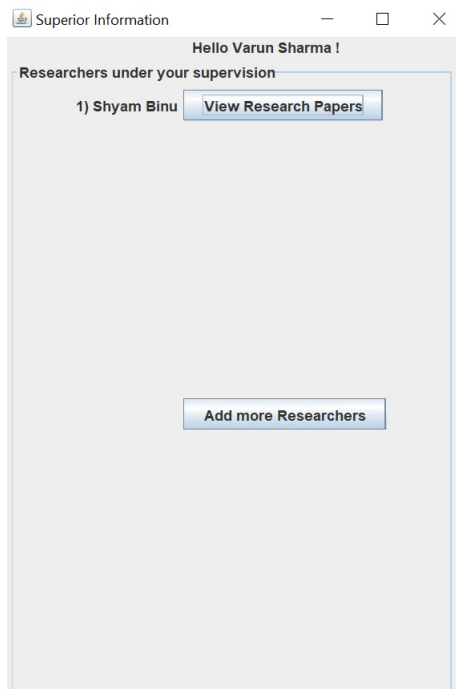 Superior Information
Hello Varun Sharma !
Researchers under your supervision
1) Shyam Binu View Research Papers
Add more Researchers